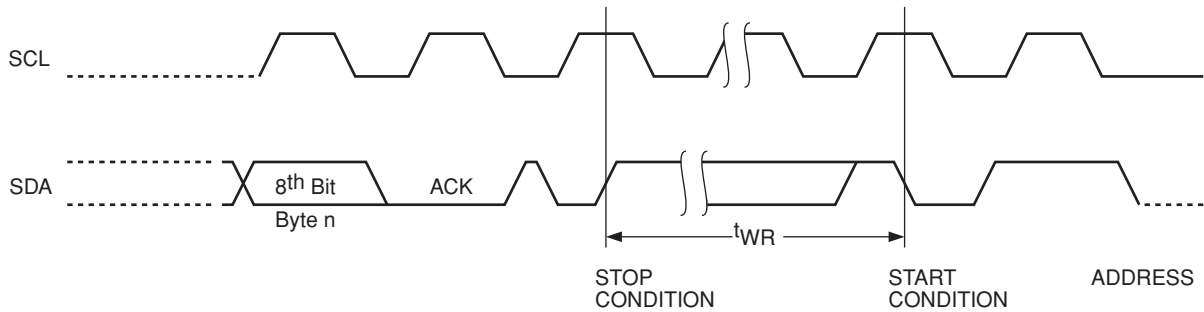 SCL
SDA
8th Bit
ACK
Byte n
tWR
STOP
CONDITION
START
CONDITION
ADDRESS